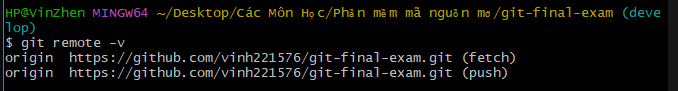 HP@VinZhen MINGW64 ~/Desktop/Các Môn Học/Phần mềm mã nguồn mở/git-final-exam (deve
lop)
$ git remote -v
origin  https://github.com/vinh221576/git-final-exam.git (fetch)
origin  https://github.com/vinh221576/git-final-exam.git (push)